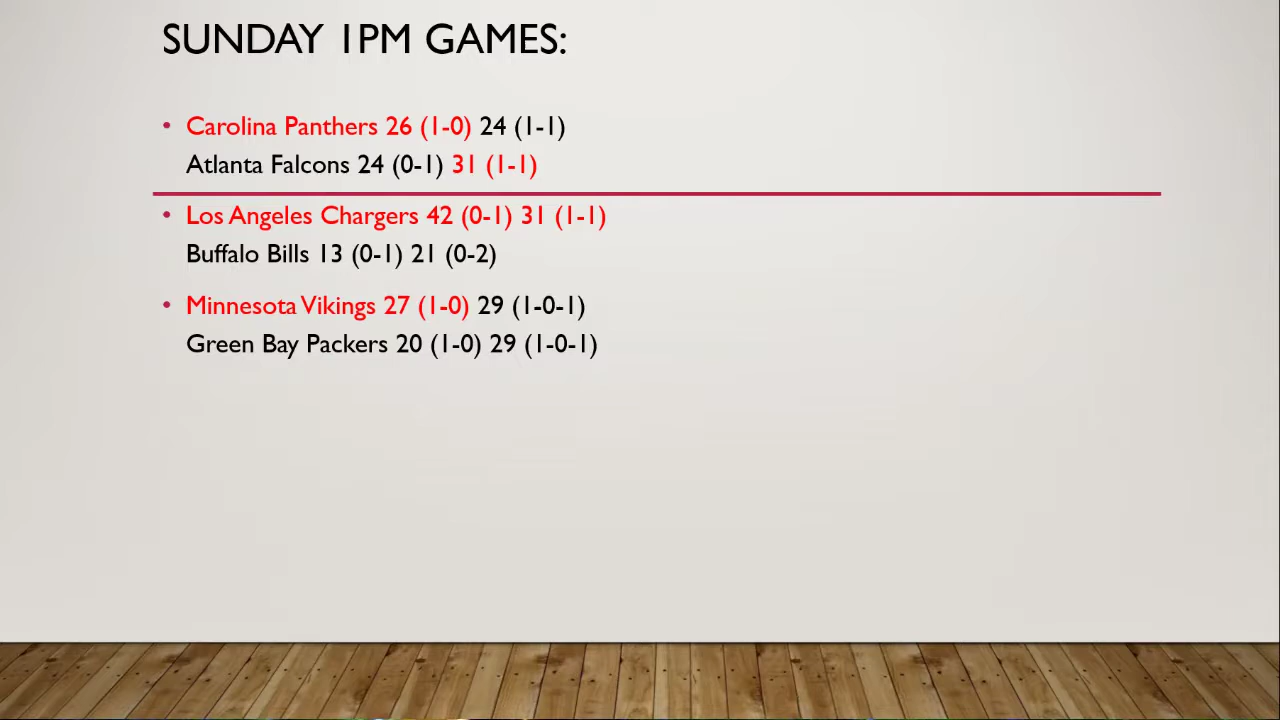 SUNDAY 1PM GAMES:
• Carolina Panthers 26 (1-0) 24 (1-1)
Atlanta Falcons 24 (0-1) 31 (1-1)
• Los Angeles Chargers 42 (0-1) 31 (1-1)
Buffalo Bills 13 (0-1) 21 (0-2)
• Minnesota Vikings 27 (1-0) 29 (1-0-1)
Green Bay Packers 20 (1-0) 29 (1-0-1)